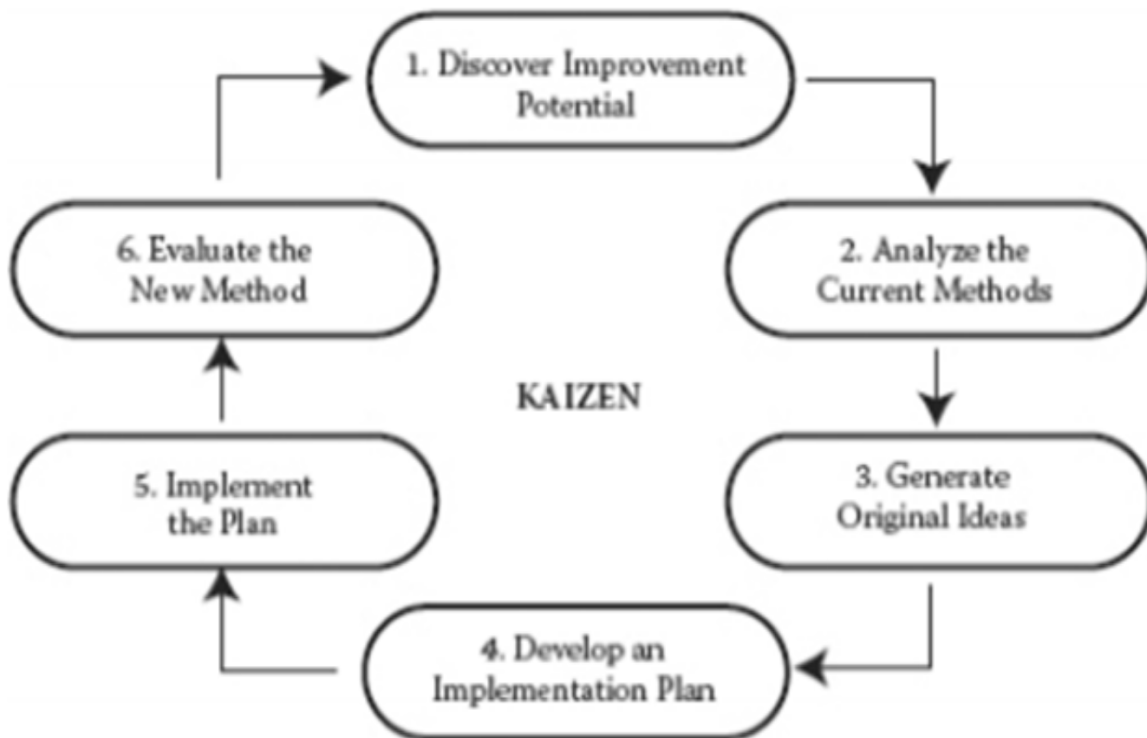 1. Discover Improvement
Potential
2. Analyze the
Current Methods
3. Generate
Original Ideas
4. Develop an
Implementation Plan
5. Implement
the Plan
6. Evaluate the
New Method
KAIZEN